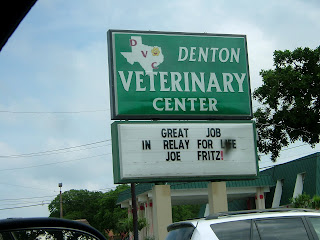 DVC
DENTON
VETERINARY
CENTER
GREAT JOB
IN RELAY FOR LIFE
JOE FRITZ!